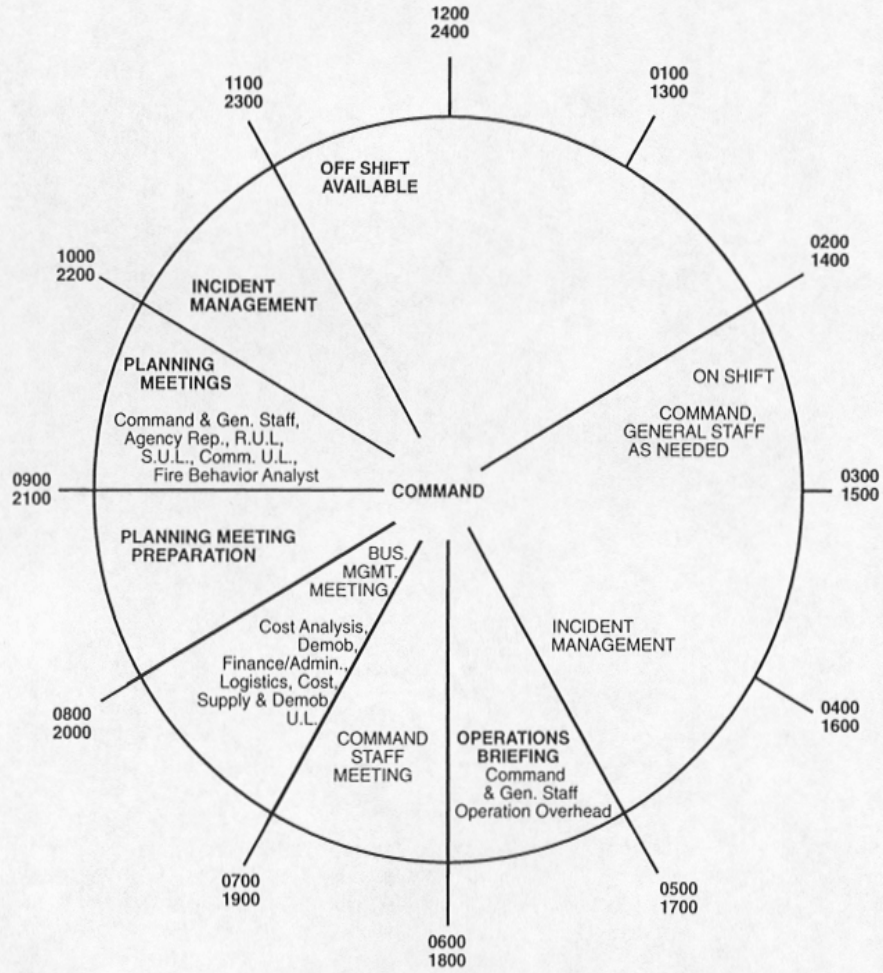 1200
2400
0100
1300
1100
2300
OFF SHIFT
AVAILABLE
0200
1400
1000
2200
INCIDENT
MANAGEMENT
PLANNING
MEETINGS
Command & Gen. Staff,
Agency Rep., R.U.L,
S.U.L., Comm. U.L.,
Fire Behavior Analyst
ON SHIFT
COMMAND,
GENERAL STAFF
AS NEEDED
0900
2100
COMMAND
0300
1500
PLANNING MEETING
PREPARATION
BUS.
MGMT.
MEETING
Cost Analysis,
Demob,
Finance/Admin.,
Logistics, Cost,
Supply & Demob
U.L.
INCIDENT
MANAGEMENT
0800
2000
0400
1600
COMMAND
STAFF
MEETING
OPERATIONS
BRIEFING
Command
& Gen. Staff
Operation Overhead
0700
1900
0500
1700
0600
1800